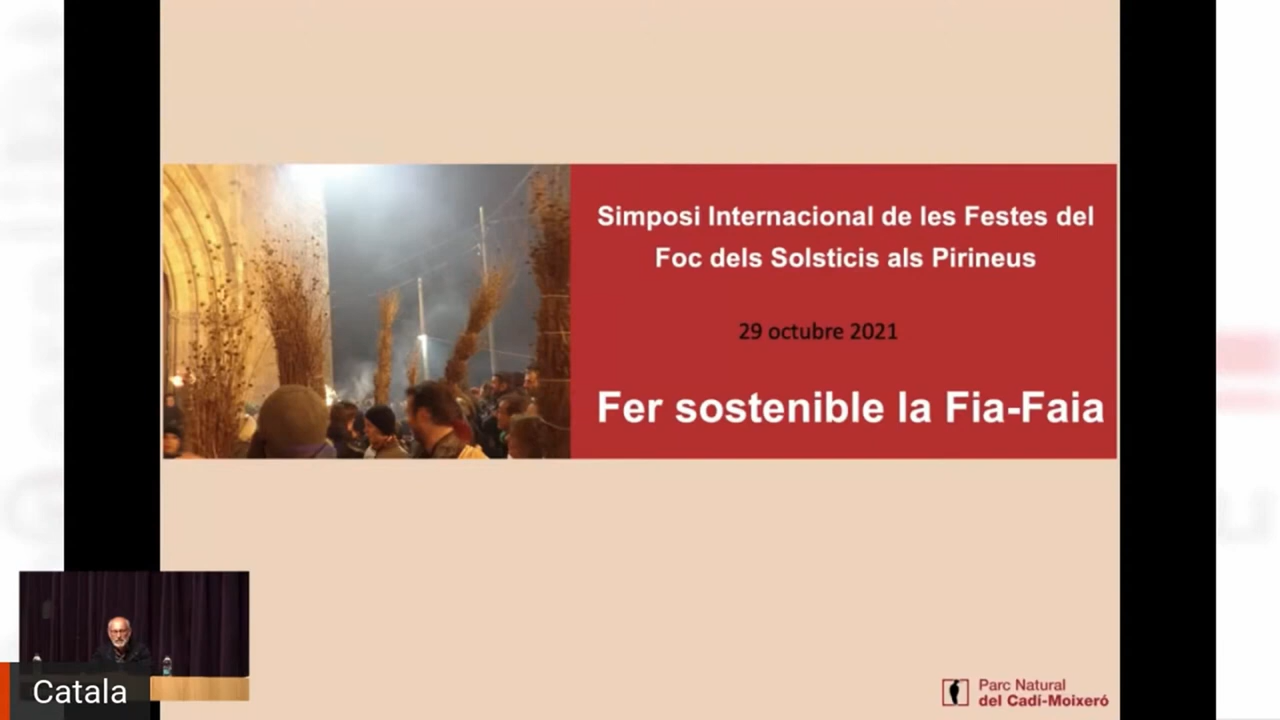 Simposi Internacional de les Festes del
Foc dels Solsticis als Pirineus
29 octubre 2021
Fer sostenible la Fia-Faia
Catala
Parc Natural
del Cadí-Moixeró